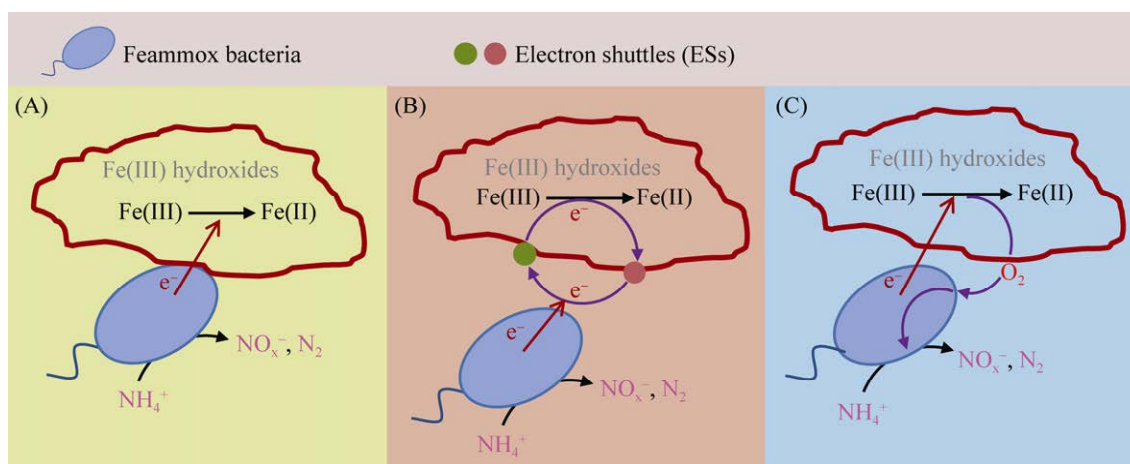 Feammox bacteria
Electron shuttles (ESs)
(A)
Fe(III) hydroxides
Fe(III) Fe(II)
e⁻
NOₓ⁻, N₂
NH₄⁺
(B)
Fe(III) hydroxides
Fe(III) Fe(II)
e⁻
e⁻
NOₓ⁻, N₂
NH₄⁺
(C)
Fe(III) hydroxides
Fe(III) Fe(II)
O₂
e⁻
NOₓ⁻, N₂
NH₄⁺